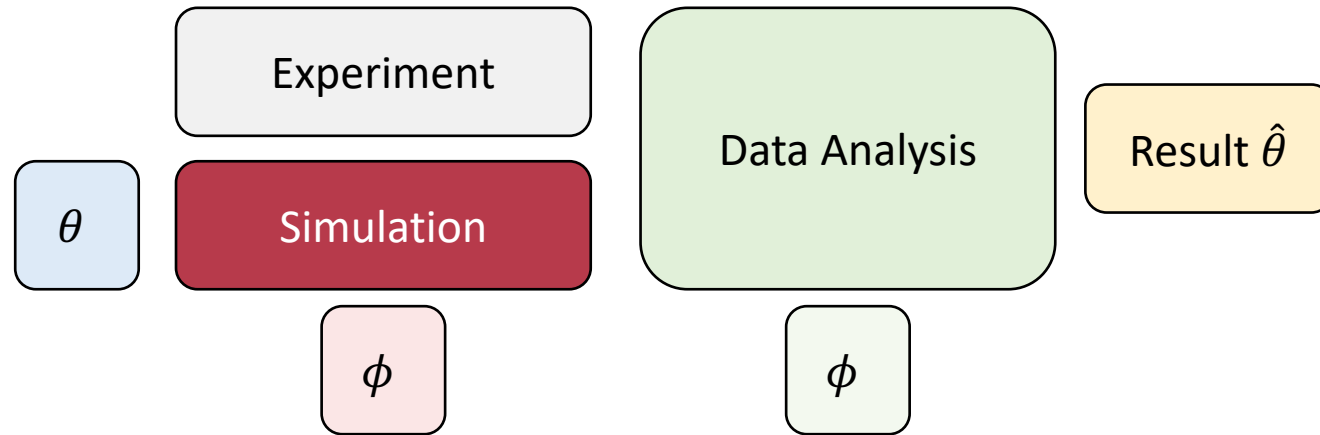 Experiment
Data Analysis
Result θ̂
θ
Simulation
ϕ
ϕ